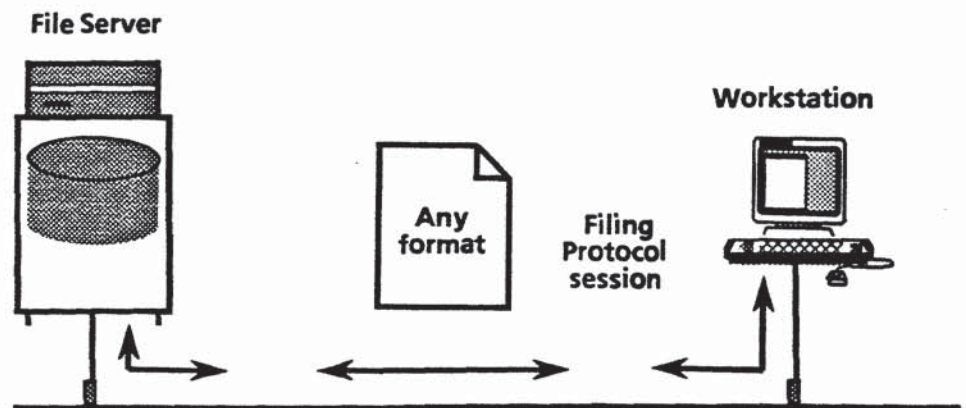 File Server
Workstation
Any
format
Filing
Protocol
session